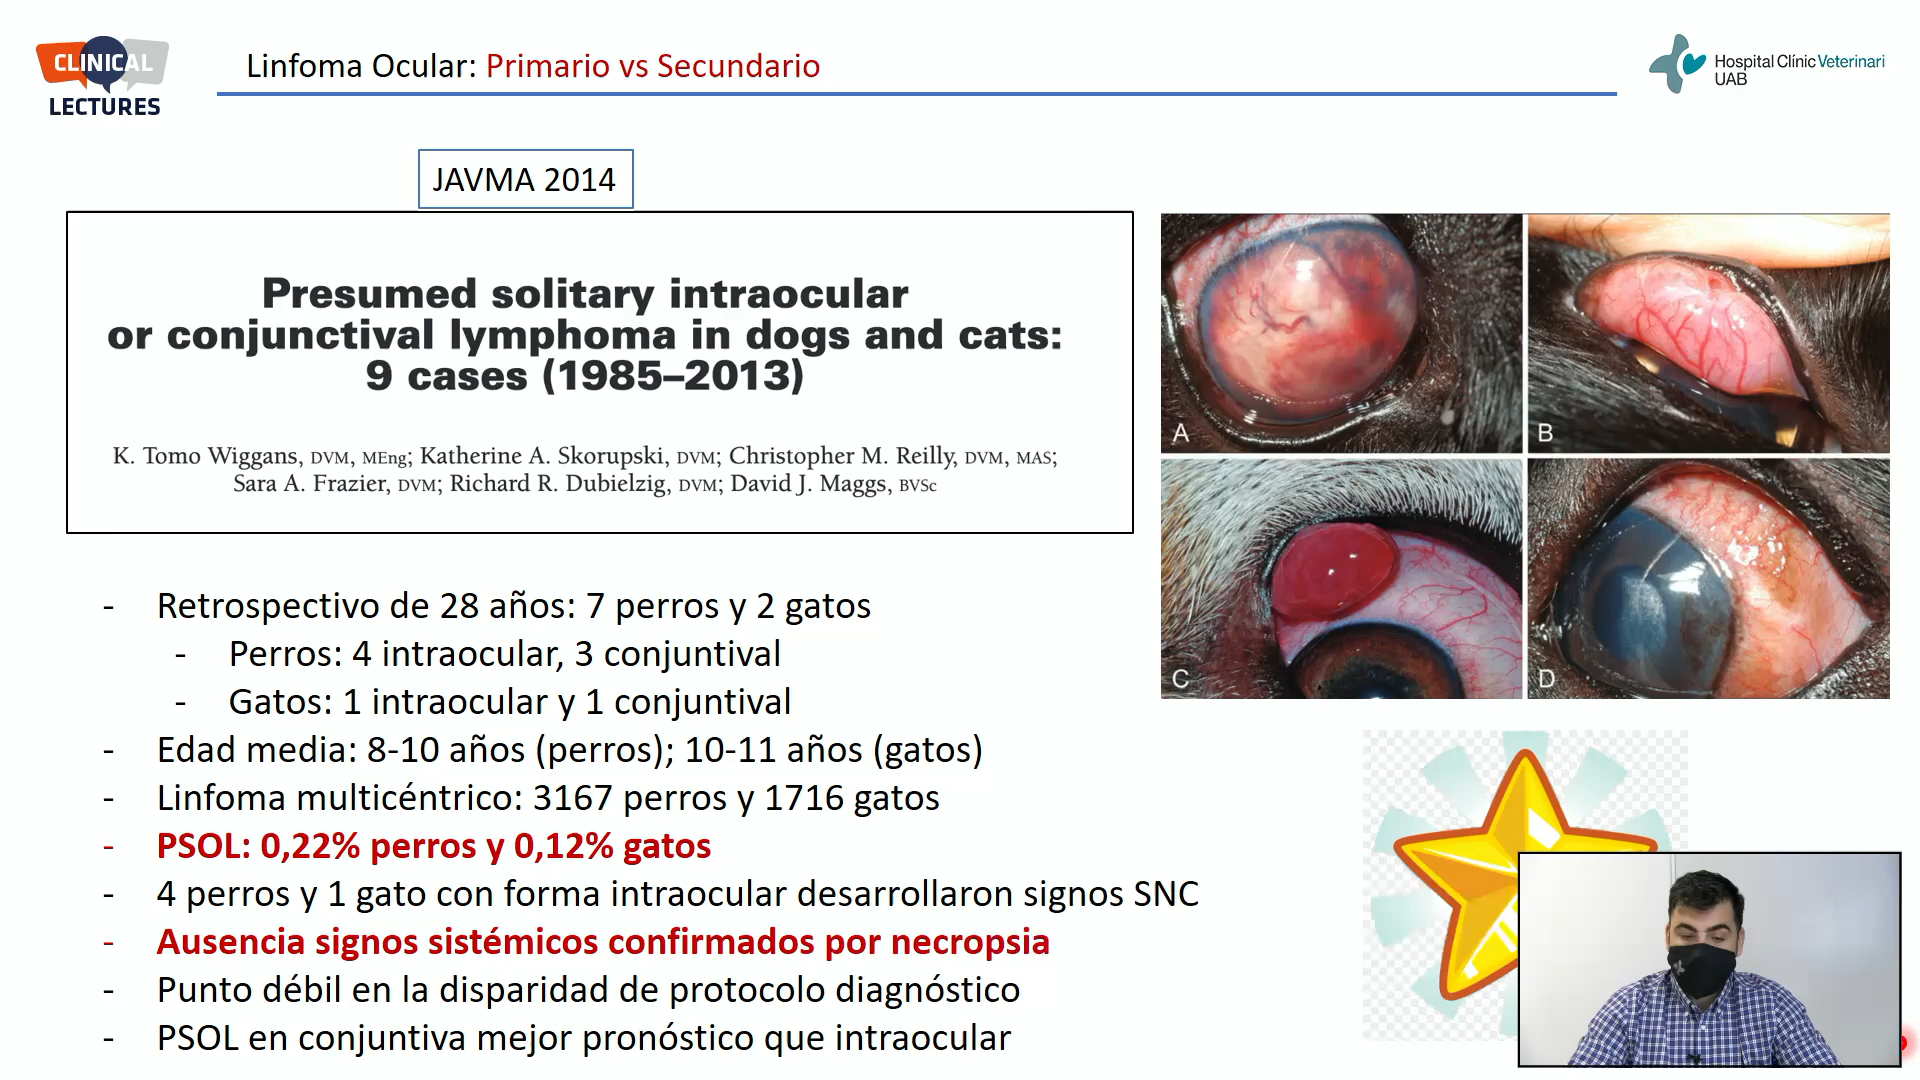 CLINICAL
LECTURES
Linfoma Ocular: Primario vs Secundario
Hospital Clínic Veterinari
UAB
JAVMA 2014
Presumed solitary intraocular
or conjunctival lymphoma in dogs and cats:
9 cases (1985–2013)
K. Tomo Wiggans, DVM, MEng; Katherine A. Skorupski, DVM; Christopher M. Reilly, DVM, MAS;
Sara A. Frazier, DVM; Richard R. Dubielzig, DVM; David J. Maggs, BVSc
A
B
C
D
- Retrospectivo de 28 años: 7 perros y 2 gatos
- Perros: 4 intraocular, 3 conjuntival
- Gatos: 1 intraocular y 1 conjuntival
- Edad media: 8-10 años (perros); 10-11 años (gatos)
- Linfoma multicéntrico: 3167 perros y 1716 gatos
- PSOL: 0,22% perros y 0,12% gatos
- 4 perros y 1 gato con forma intraocular desarrollaron signos SNC
- Ausencia signos sistémicos confirmados por necropsia
- Punto débil en la disparidad de protocolo diagnóstico
- PSOL en conjuntiva mejor pronóstico que intraocular